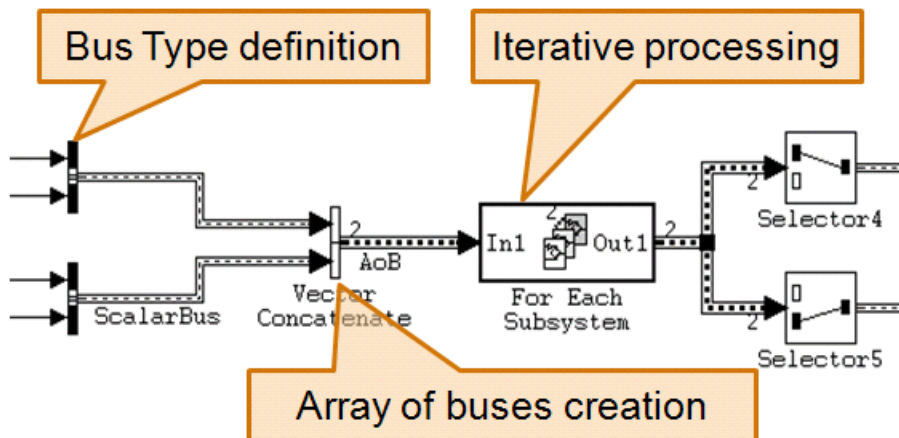 Bus Type definition
Iterative processing
2
2
2
2
In1
Out1
Selector4
AoB
Vector
Concatenate
For Each
Subsystem
ScalarBus
2
Selector5
Array of buses creation